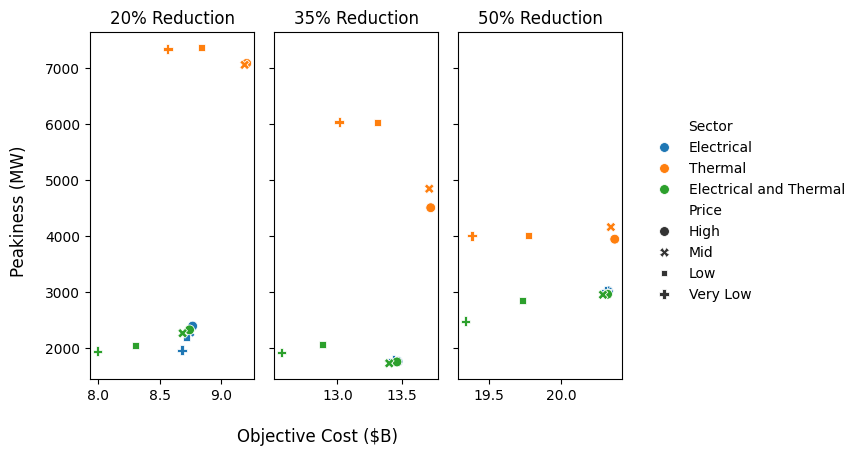 20% Reduction
35% Reduction
50% Reduction
Peakiness (MW)
7000
6000
5000
4000
3000
2000
8.0
8.5
9.0
13.0
13.5
19.5
20.0
Objective Cost ($B)
Sector
Electrical
Thermal
Electrical and Thermal
Price
High
Mid
Low
Very Low